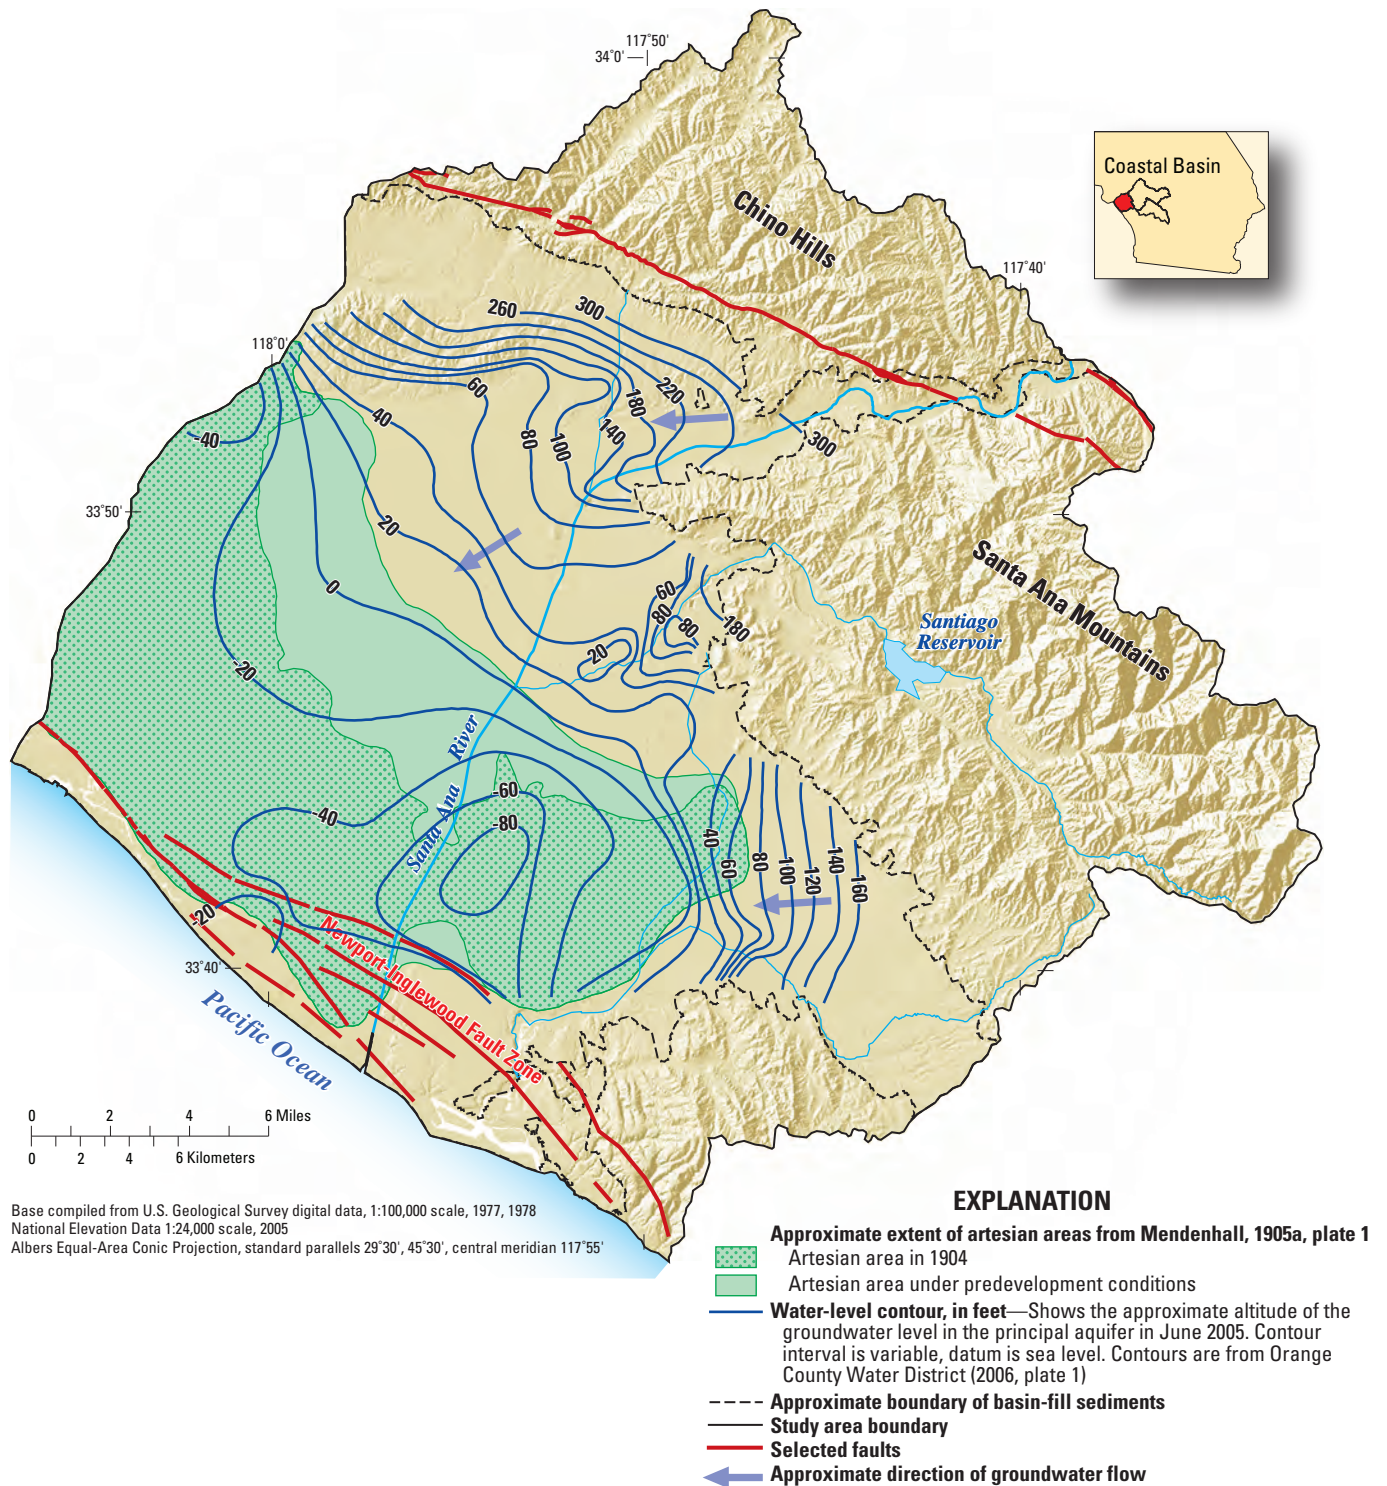 117°50'
34°0'
Coastal Basin
Chino Hills
117°40'
260
300
118°0'
60
220
40
180
-40
80
100
140
300
33°50'
20
Santa Ana Mountains
0
60
80
80
180
Santiago
Reservoir
20
-20
Santa Ana River
-60
-40
-80
40
60
80
100
120
140
160
-20
Newport-Inglewood Fault Zone
33°40'
Pacific Ocean
0 2 4 6 Miles
0 2 4 6 Kilometers
Base compiled from U.S. Geological Survey digital data, 1:100,000 scale, 1977, 1978
National Elevation Data 1:24,000 scale, 2005
Albers Equal-Area Conic Projection, standard parallels 29°30', 45°30', central meridian 117°55'
EXPLANATION
Approximate extent of artesian areas from Mendenhall, 1905a, plate 1
Artesian area in 1904
Artesian area under predevelopment conditions
Water-level contour, in feet—Shows the approximate altitude of the
groundwater level in the principal aquifer in June 2005. Contour
interval is variable, datum is sea level. Contours are from Orange
County Water District (2006, plate 1)
Approximate boundary of basin-fill sediments
Study area boundary
Selected faults
Approximate direction of groundwater flow